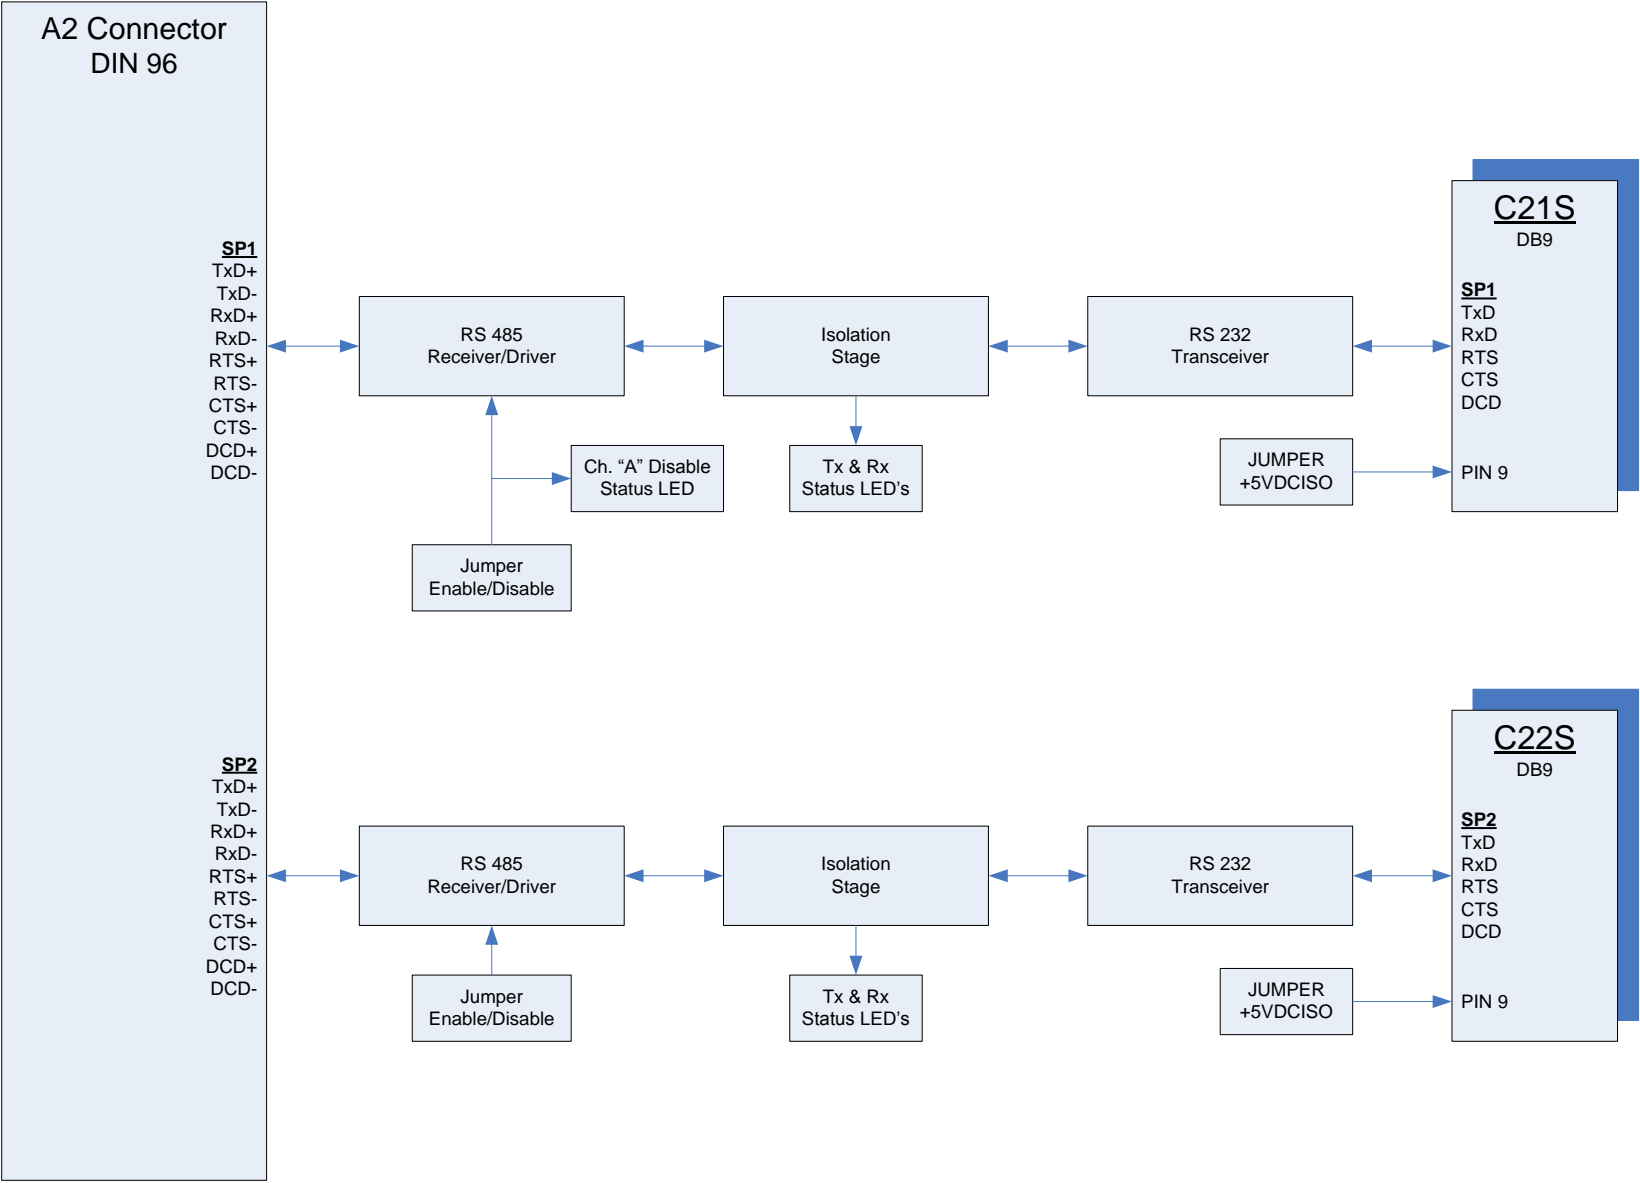 A2 Connector
DIN 96
SP1
TxD+
TxD-
RxD+
RxD-
RTS+
RTS-
CTS+
CTS-
DCD+
DCD-
RS 485
Receiver/Driver
Isolation
Stage
RS 232
Transceiver
C21S
DB9
SP1
TxD
RxD
RTS
CTS
DCD
PIN 9
Ch. “A” Disable
Status LED
Tx & Rx
Status LED’s
JUMPER
+5VDCISO
Jumper
Enable/Disable
SP2
TxD+
TxD-
RxD+
RxD-
RTS+
RTS-
CTS+
CTS-
DCD+
DCD-
RS 485
Receiver/Driver
Isolation
Stage
RS 232
Transceiver
C22S
DB9
SP2
TxD
RxD
RTS
CTS
DCD
PIN 9
Jumper
Enable/Disable
Tx & Rx
Status LED’s
JUMPER
+5VDCISO